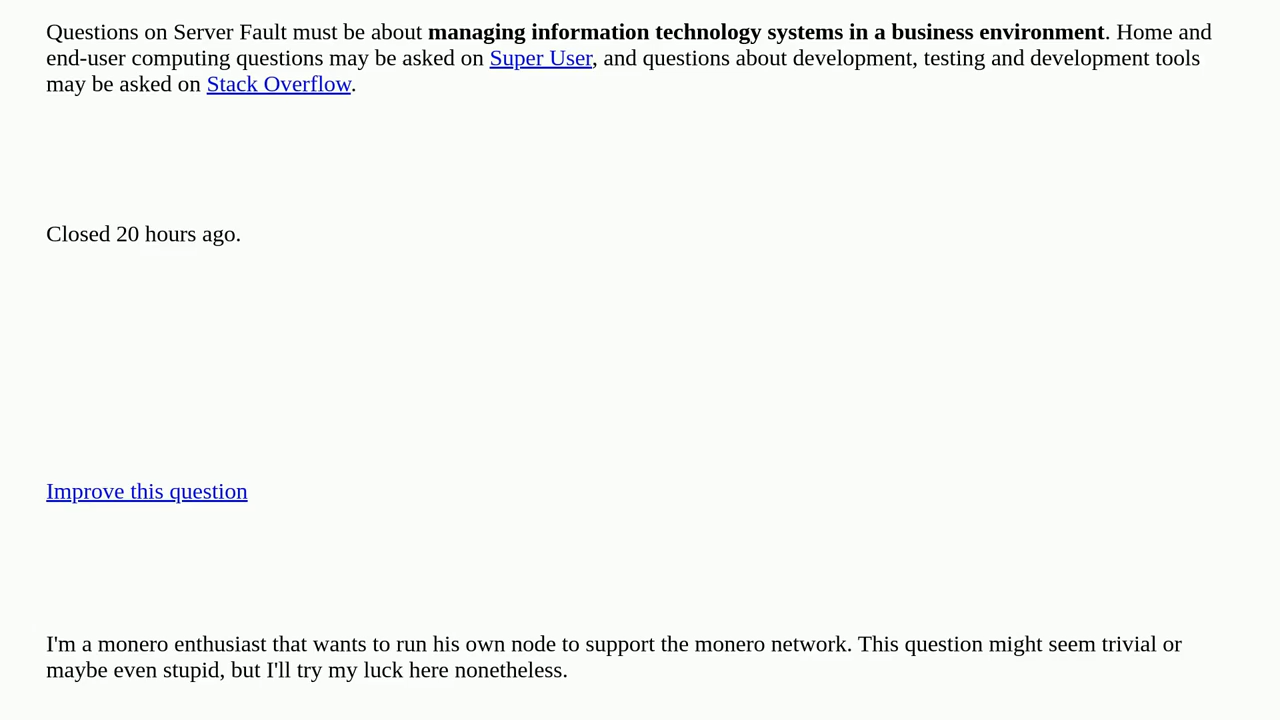 Questions on Server Fault must be about managing information technology systems in a business environment. Home and
end-user computing questions may be asked on Super User, and questions about development, testing and development tools
may be asked on Stack Overflow.
Closed 20 hours ago.
Improve this question
I'm a monero enthusiast that wants to run his own node to support the monero network. This question might seem trivial or
maybe even stupid, but I'll try my luck here nonetheless.